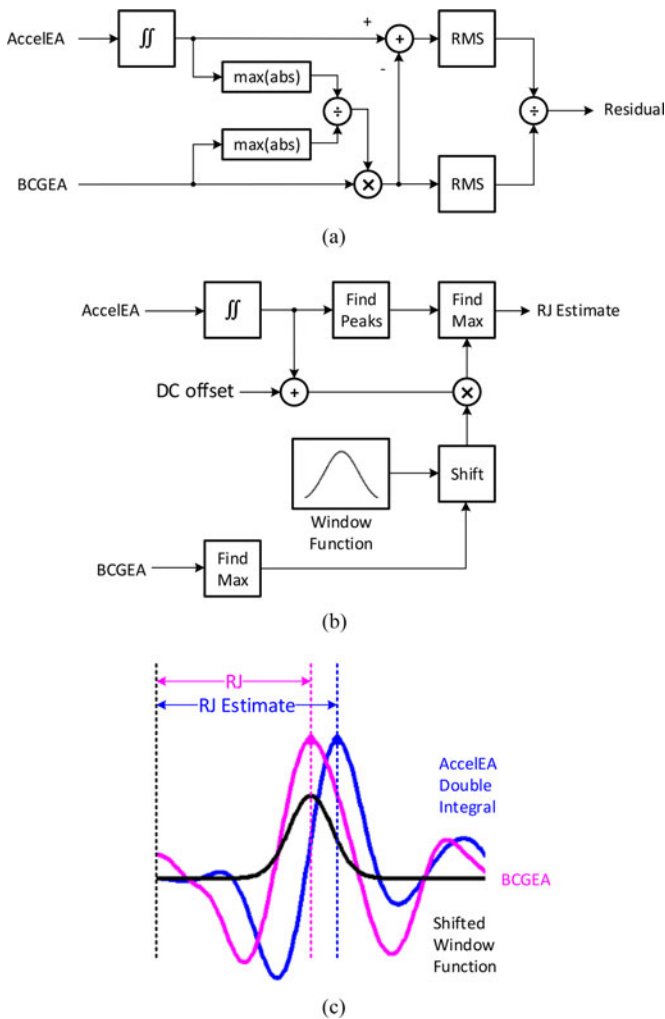 AccelEA
∬
+
+
-
RMS
max(abs)
÷
÷
Residual
max(abs)
BCGEA
×
RMS
(a)
AccelEA
∬
Find
Peaks
Find
Max
RJ Estimate
DC offset
+
×
Shift
Window
Function
BCGEA
Find
Max
(b)
RJ
RJ Estimate
AccelEA
Double
Integral
BCGEA
Shifted
Window
Function
(c)